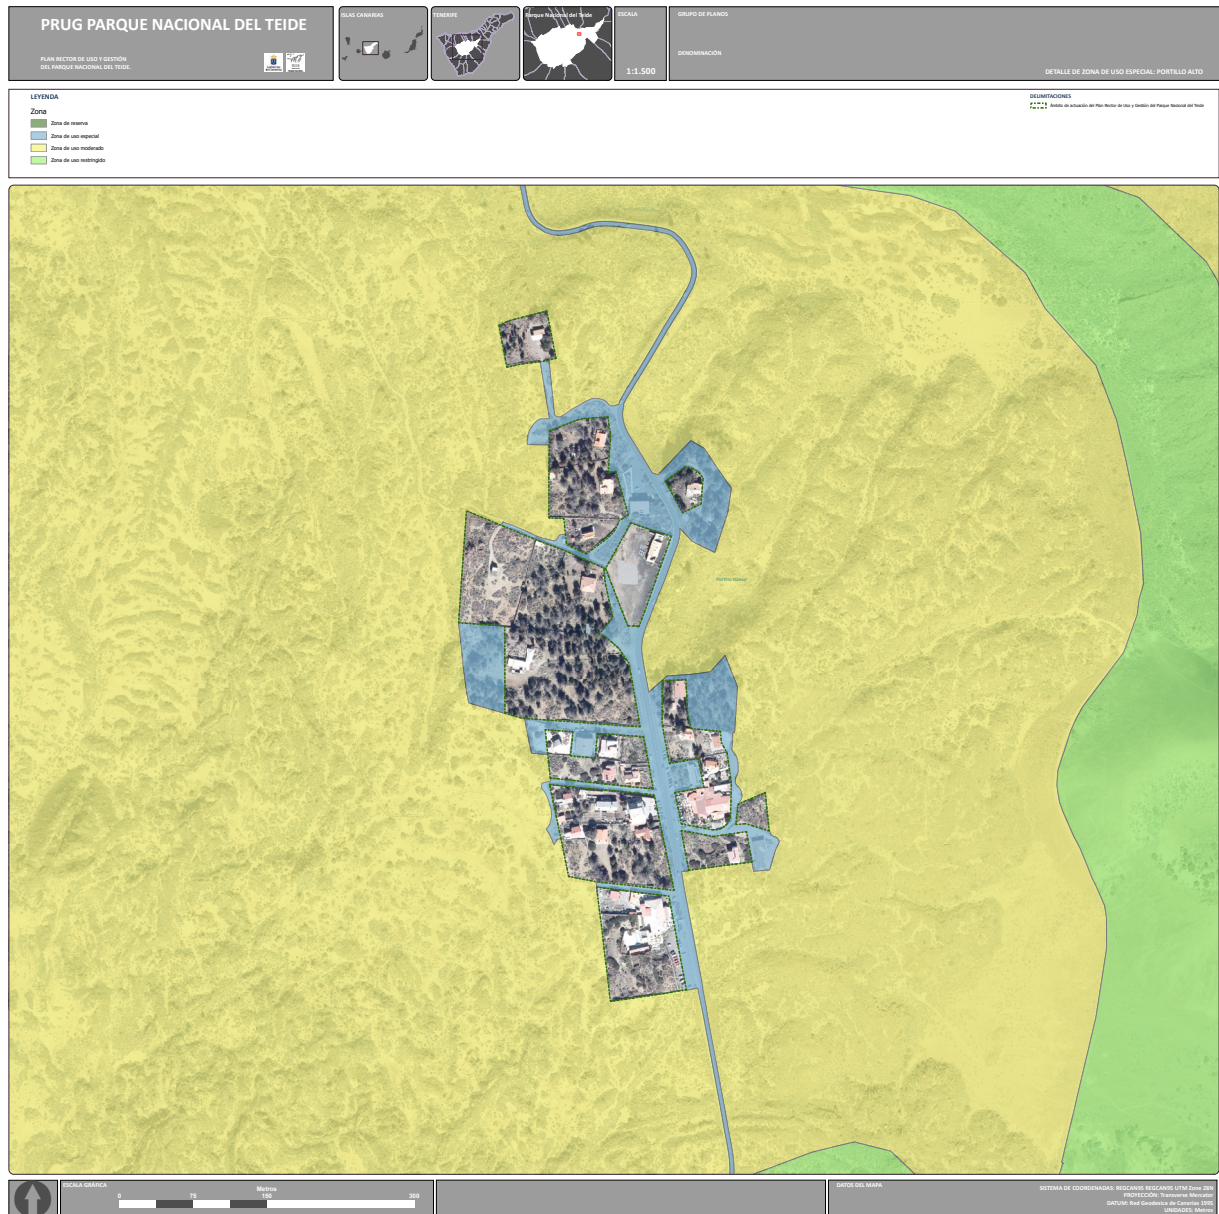 PRUG PARQUE NACIONAL DEL TEIDE
PLAN RECTOR DE USO Y GESTIÓN
DEL PARQUE NACIONAL DEL TEIDE.
ISLAS CANARIAS
TENERIFE
Parque Nacional del Teide
ESCALA
1:1.500
GRUPO DE PLANOS
DENOMINACIÓN
DETALLE DE ZONA DE USO ESPECIAL: PORTILLO ALTO
LEYENDA
Zona
Zona de reserva
Zona de uso especial
Zona de uso moderado
Zona de uso restringido
DELIMITACIONES
Ámbito de actuación del Plan Rector de Uso y Gestión del Parque Nacional del Teide
ESCALA GRÁFICA
Metros
0 75 150 300
DATOS DEL MAPA
SISTEMA DE COORDENADAS: REGCAN95 REGCAN95 UTM Zone 28N
PROYECCIÓN: Transverse Mercator
DATUM: Red Geodesica de Canarias 1995
UNIDADES: Metros